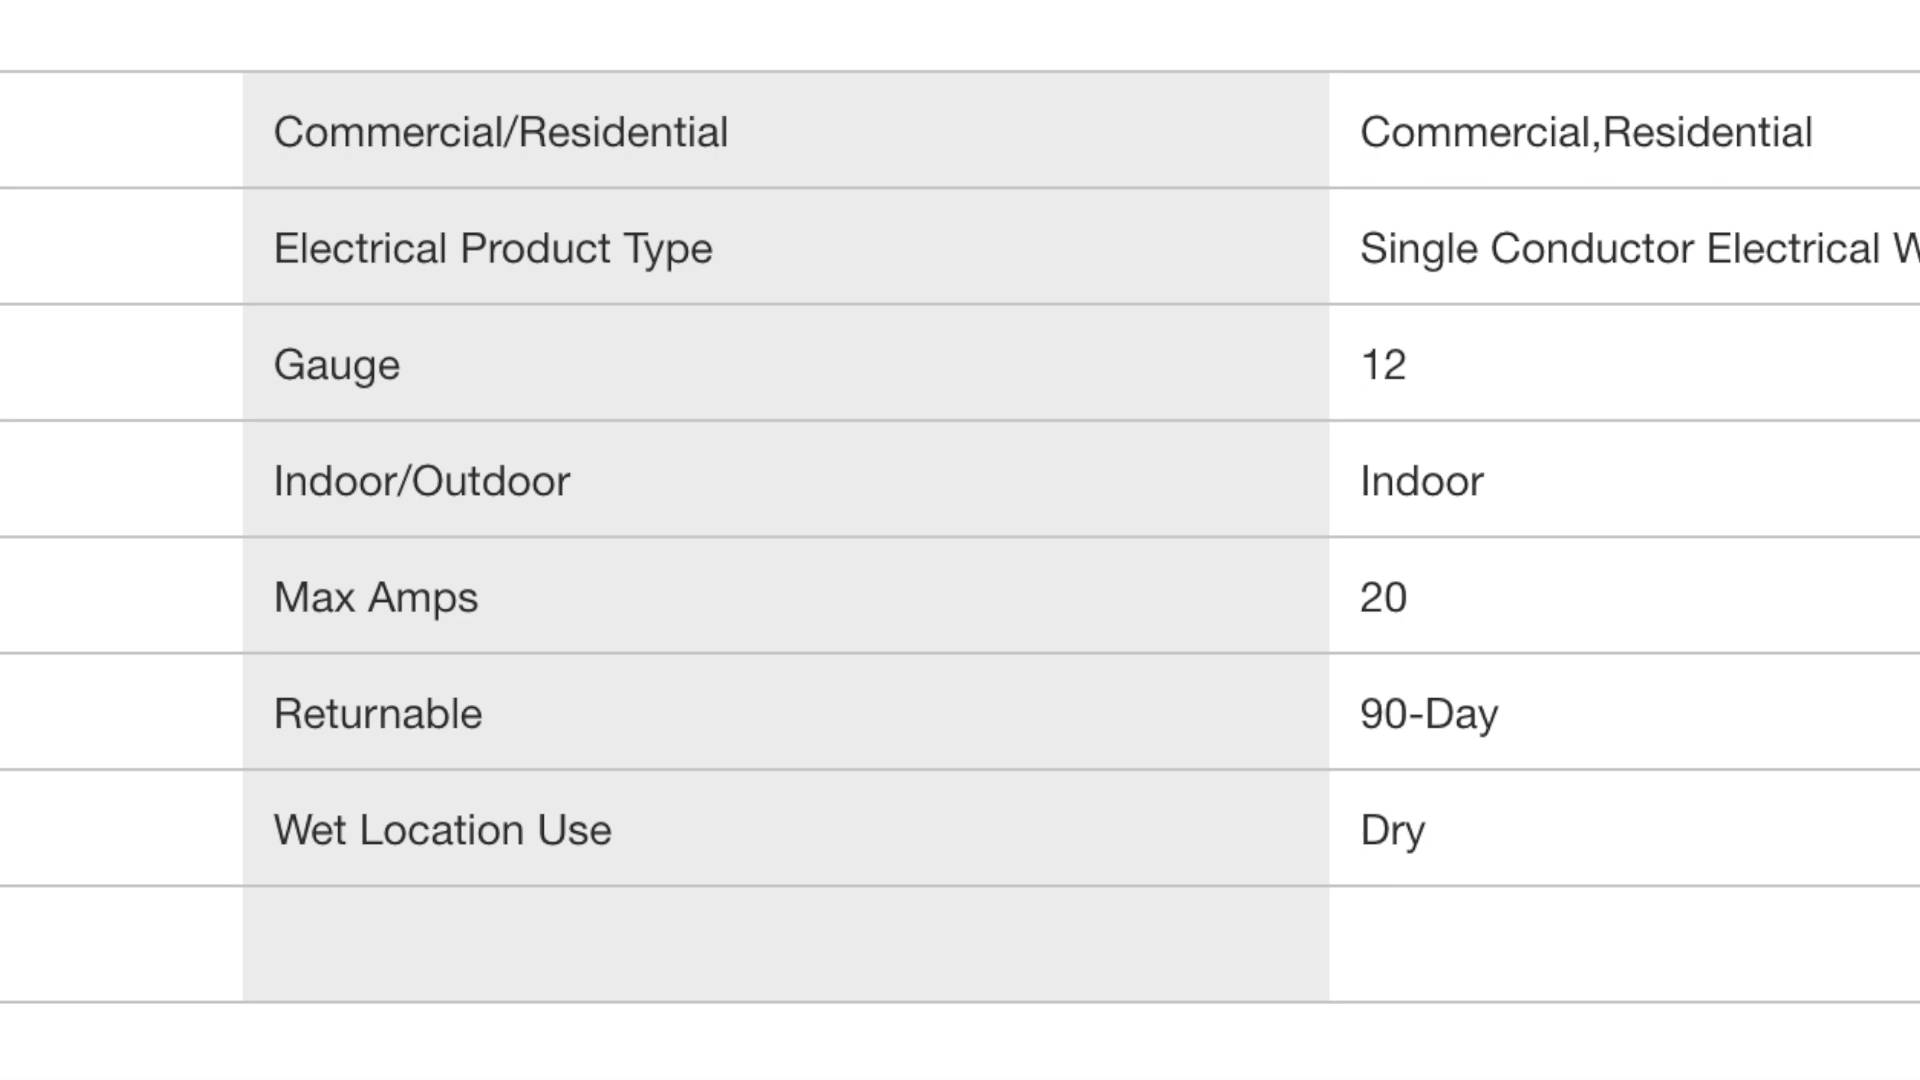 Commercial/Residential Commercial,Residential
Electrical Product Type Single Conductor Electrical
Gauge 12
Indoor/Outdoor Indoor
Max Amps 20
Returnable 90-Day
Wet Location Use Dry